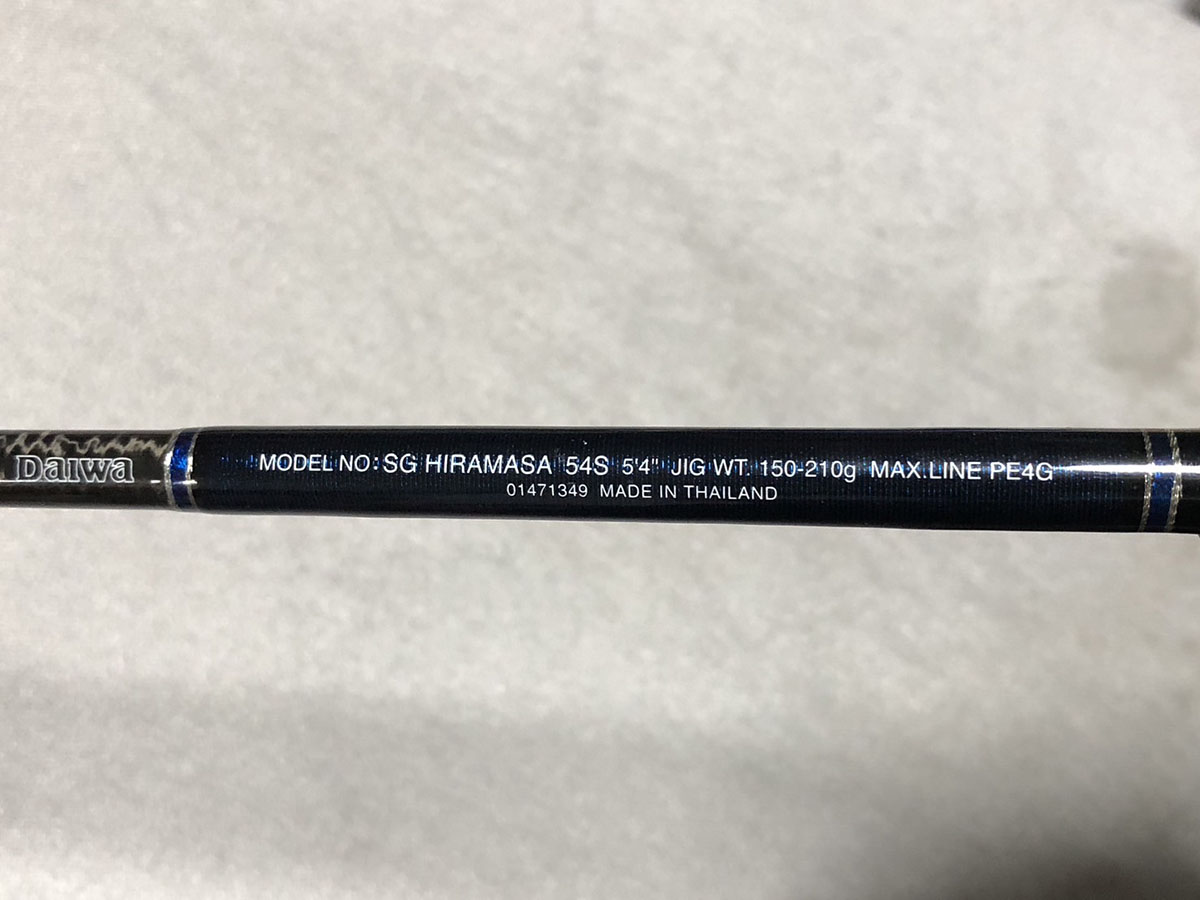 Daiwa
MODEL NO:SG HIRAMASA 54S 5'4" JIG WT. 150-210g MAX.LINE PE4G
01471349 MADE IN THAILAND